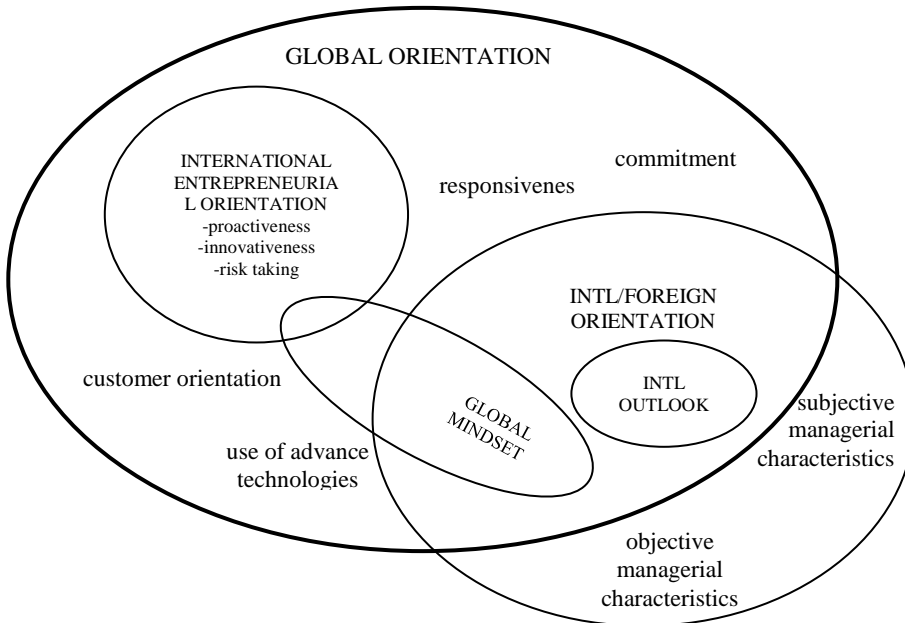 GLOBAL ORIENTATION
INTERNATIONAL
ENTREPRENEURIA
L ORIENTATION
-proactiveness
-innovativeness
-risk taking
commitment
responsivenes
INTL/FOREIGN
ORIENTATION
customer orientation
INTL
OUTLOOK
GLOBAL
MINDSET
subjective
managerial
characteristics
use of advance
technologies
objective
managerial
characteristics